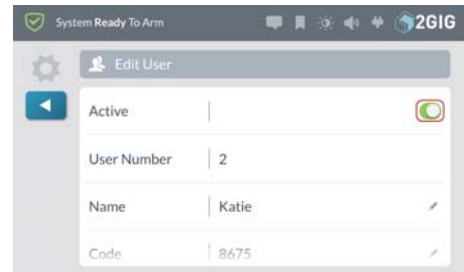 System Ready To Arm
2GIG
Edit User
Active
User Number 2
Name Katie
Code 8675